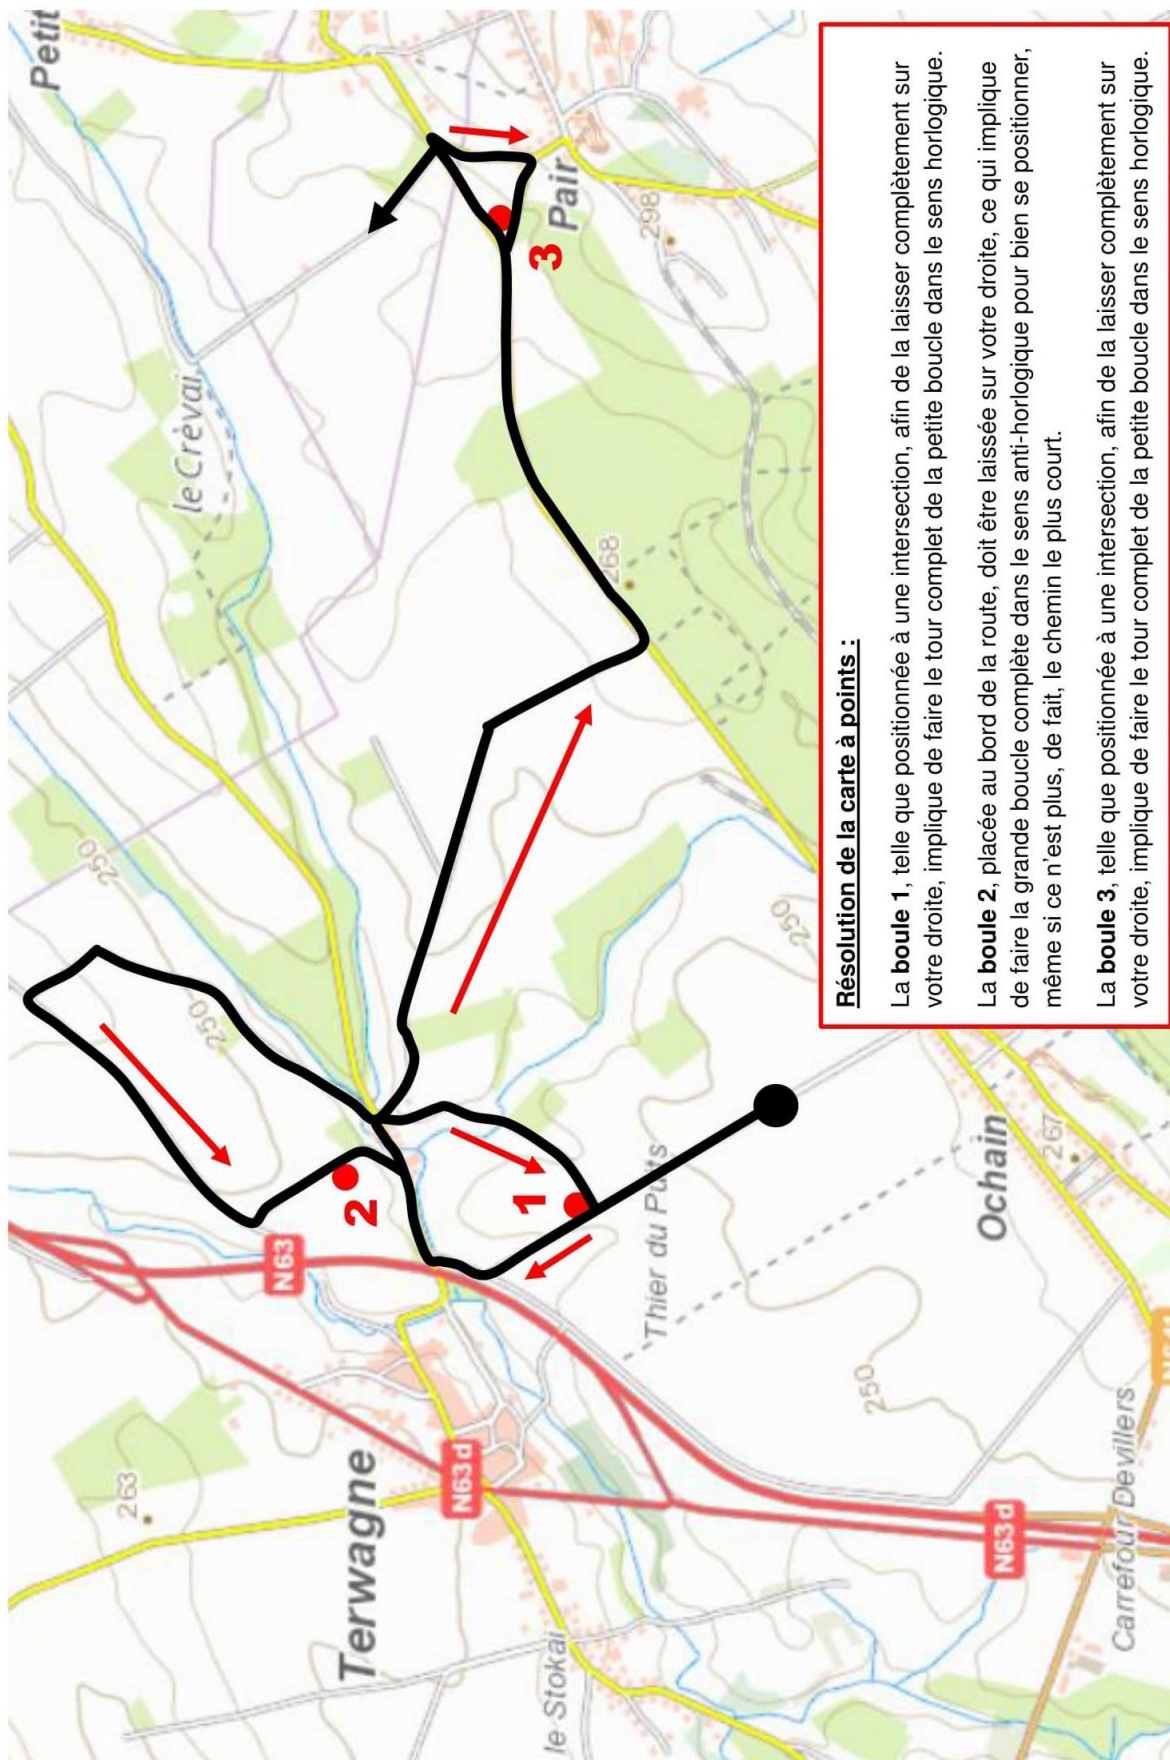 Petit
le Crèvai
250
250
Pair
298
3
268
2
1
N63
Terwagne
263
N63d
le Stokai
Thier du Puits
250
250
Ochain
267
N63d
Carrefour Devillers
Résolution de la carte à points :
La boule 1, telle que positionnée à une intersection, afin de la laisser complètement sur
votre droite, implique de faire le tour complet de la petite boucle dans le sens horlogique.
La boule 2, placée au bord de la route, doit être laissée sur votre droite, ce qui implique
de faire la grande boucle complète dans le sens anti-horlogique pour bien se positionner,
même si ce n'est plus, de fait, le chemin le plus court.
La boule 3, telle que positionnée à une intersection, afin de la laisser complètement sur
votre droite, implique de faire le tour complet de la petite boucle dans le sens horlogique.